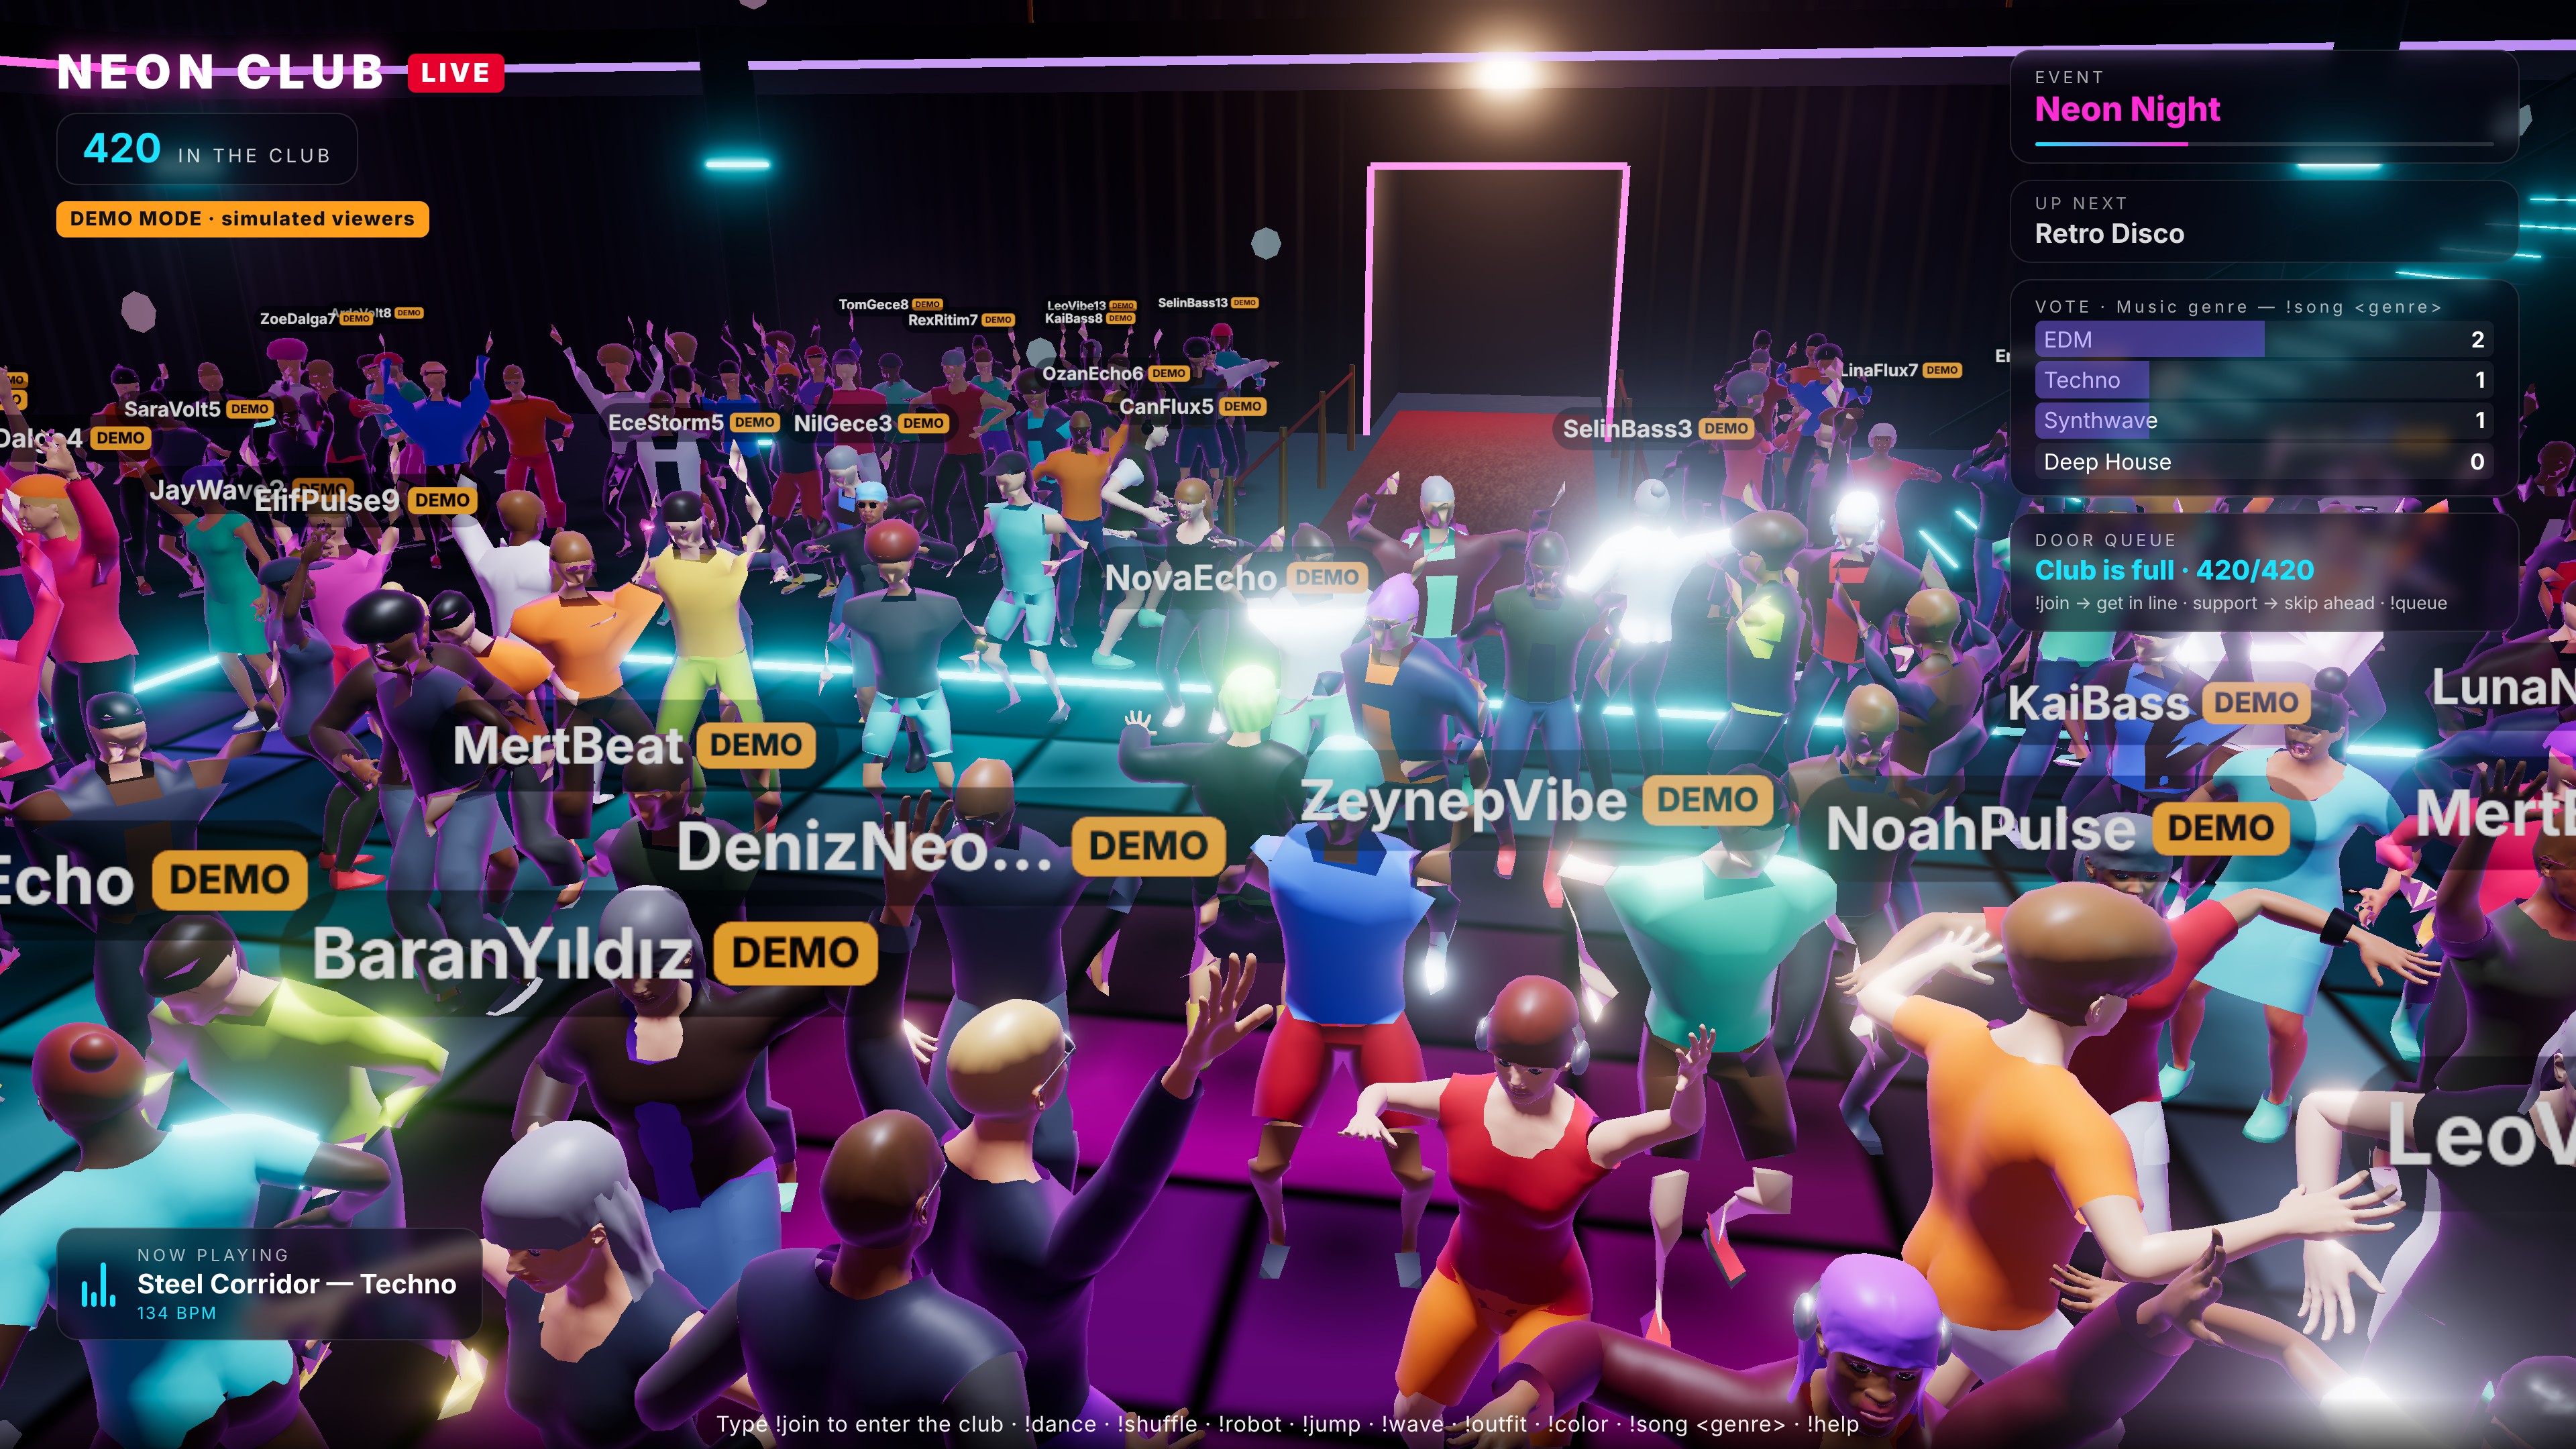 NEON CLUB LIVE
420 IN THE CLUB
DEMO MODE · simulated viewers
EVENT
Neon Night
UP NEXT
Retro Disco
VOTE · Music genre — !song <genre>
EDM 2
Techno 1
Synthwave 1
Deep House 0
DOOR QUEUE
Club is full · 420/420
!join → get in line · support → skip ahead · !queue
TomGece8 DEMO
LeoVibe13 DEMO
SelinBass13 DEMO
ZoeDalga7 DEMO
DEMO
RexRitim7 DEMO
KaiBass8 DEMO
OzanEcho6 DEMO
LinaFlux7 DEMO
SaraVolt5 DEMO
CanFlux5 DEMO
EceStorm5 DEMO
NilGece3 DEMO
SelinBass3 DEMO
DEMO
ElifPulse9 DEMO
NovaEcho DEMO
KaiBass DEMO
MertBeat DEMO
ZeynepVibe DEMO
NoahPulse DEMO
DenizNeo... DEMO
Echo DEMO
BaranYıldız DEMO
NOW PLAYING
Steel Corridor — Techno
134 BPM
Type !join to enter the club · !dance · !shuffle · !robot · !jump · !wave · !outfit · !color · !song <genre> · !help